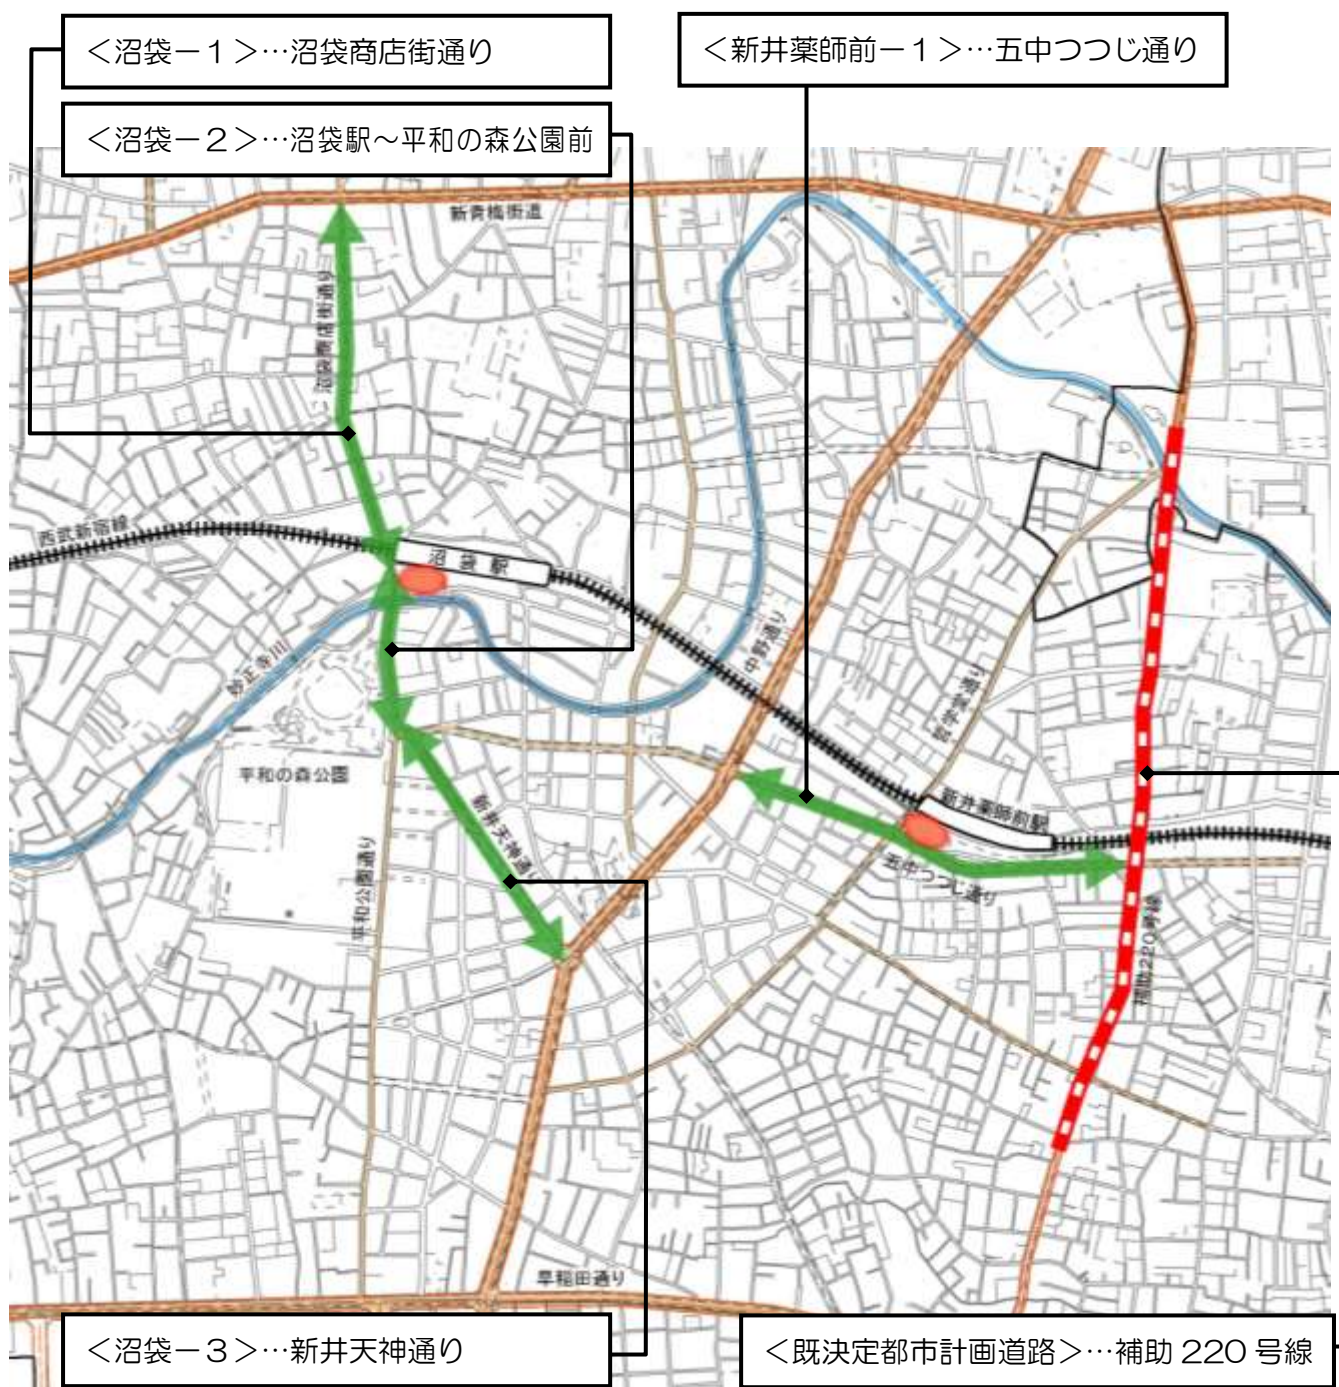 ＜沼袋－１＞…沼袋商店街通り
＜新井薬師前－１＞…五中つつじ通り
＜沼袋－２＞…沼袋駅～平和の森公園前
新青梅街道
沼袋商店街通り
西武新宿線
沼袋駅
妙正寺川
中野通り
哲学堂通り
平和の森公園
新井薬師前駅
新井天神通り
五中つつじ通り
平和公園通り
補助220号線
早稲田通り
＜沼袋－３＞…新井天神通り
＜既決定都市計画道路＞…補助 220 号線